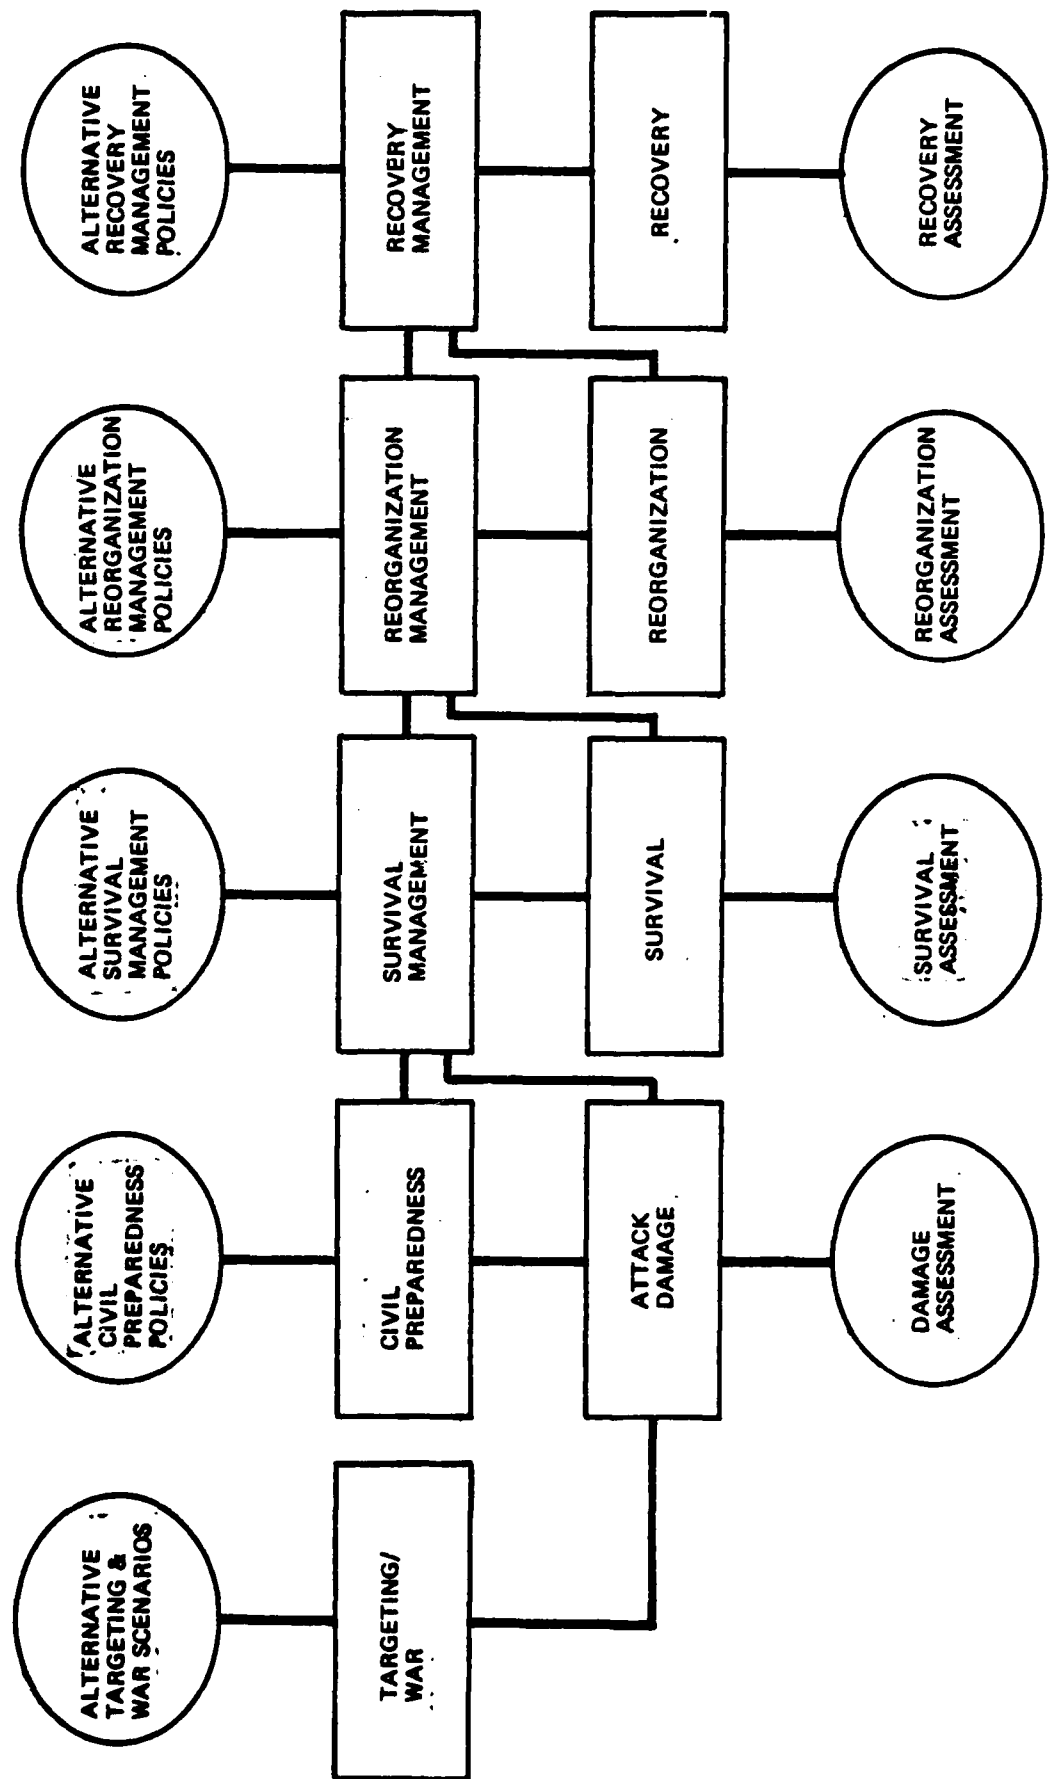 ALTERNATIVE
TARGETING &
WAR SCENARIOS
ALTERNATIVE
CIVIL
PREPAREDNESS
POLICIES
ALTERNATIVE
SURVIVAL
MANAGEMENT
POLICIES
ALTERNATIVE
REORGANIZATION
MANAGEMENT
POLICIES
ALTERNATIVE
RECOVERY
MANAGEMENT
POLICIES
TARGETING/
WAR
CIVIL
PREPAREDNESS
SURVIVAL
MANAGEMENT
REORGANIZATION
MANAGEMENT
RECOVERY
MANAGEMENT
ATTACK
DAMAGE
SURVIVAL
REORGANIZATION
RECOVERY
DAMAGE
ASSESSMENT
SURVIVAL
ASSESSMENT
REORGANIZATION
ASSESSMENT
RECOVERY
ASSESSMENT